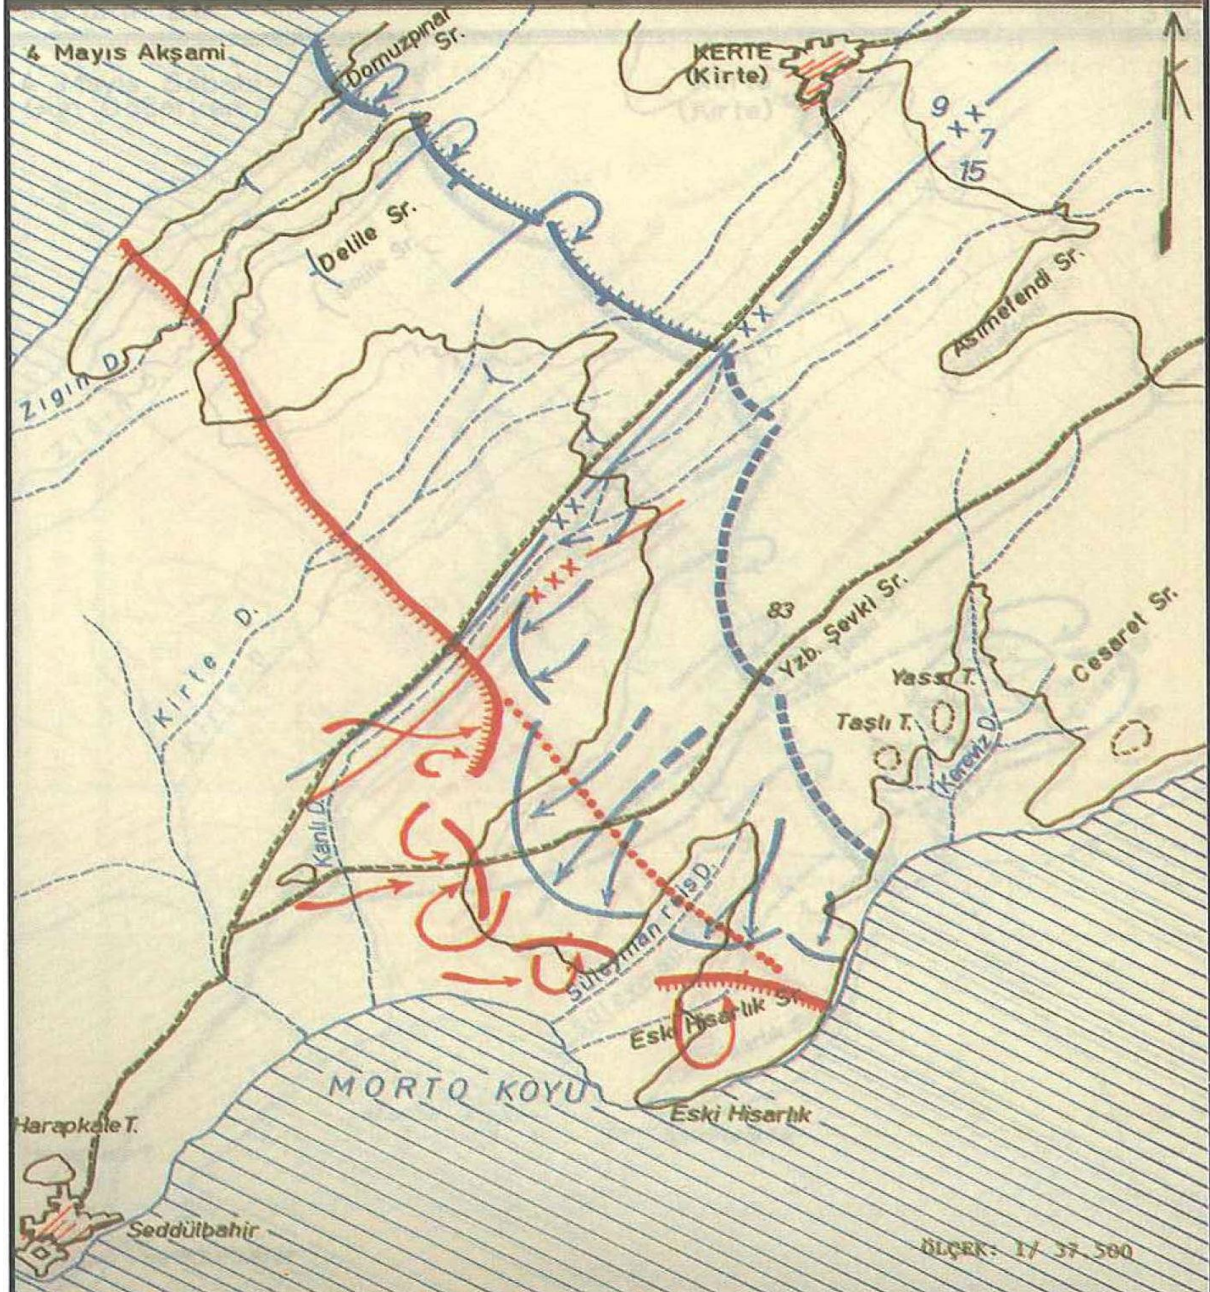 4 Mayıs Akşami
Domuzpınar
Sr.
KERTE
(Kirte)
K
9
x x
7
15
Delile Sr.
Asımefendi Sr.
Zıgın D.
x x
x x
x x x
Kirte D.
83
Yzb. Şevki Sr.
Cesaret Sr.
Yassı T.
Taşlı T.
Kereviz D.
Kanlı D.
Süleyman reis D.
Eski Hisarlık Sr.
MORTO KOYU
Eski Hisarlık
Harapkale T.
Seddülbahir
ÖLÇEK: 1/ 37.500